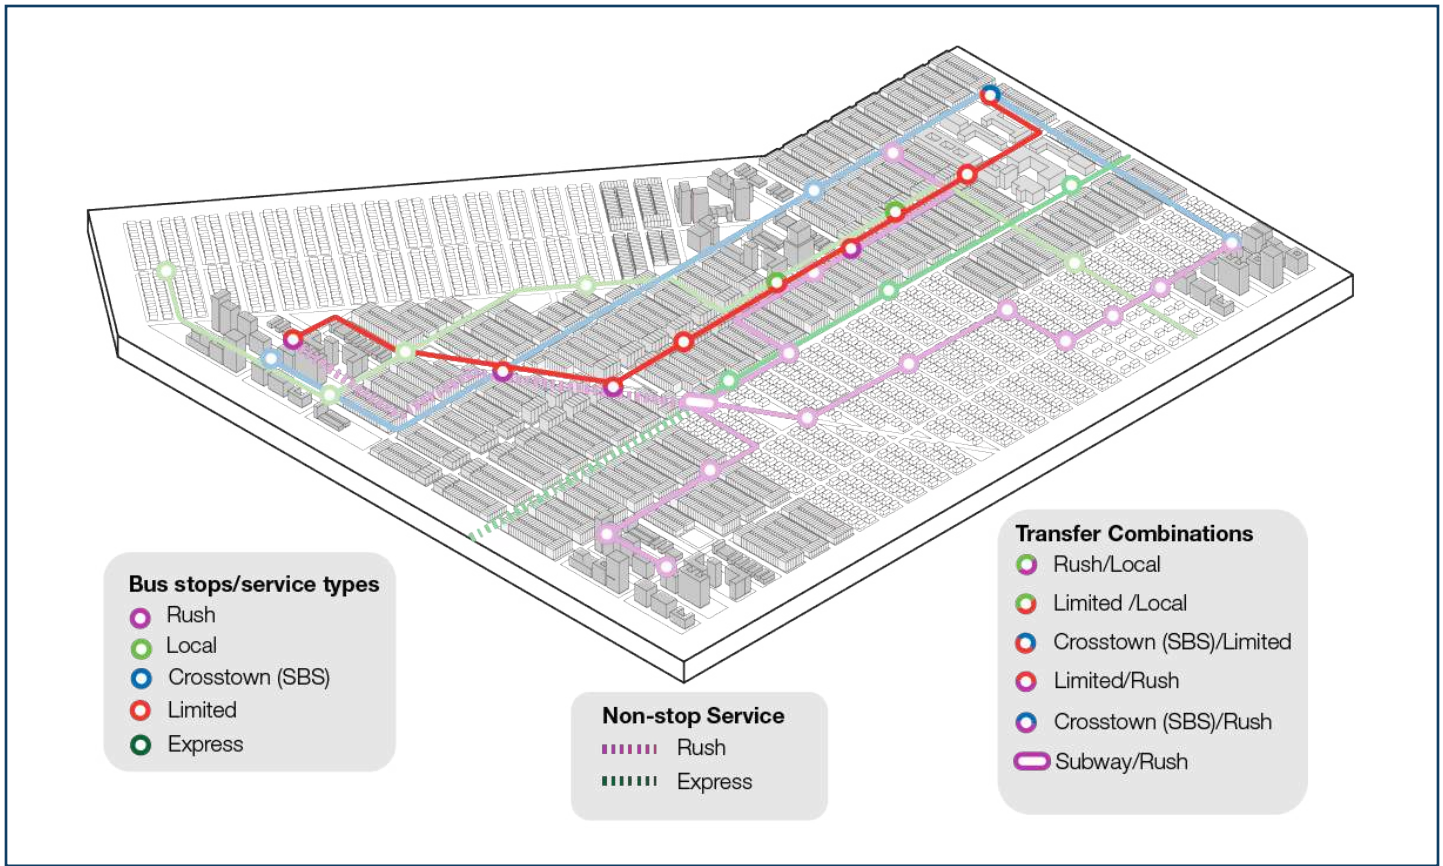 Bus stops/service types
Rush
Local
Crosstown (SBS)
Limited
Express
Non-stop Service
Rush
Express
Transfer Combinations
Rush/Local
Limited /Local
Crosstown (SBS)/Limited
Limited/Rush
Crosstown (SBS)/Rush
Subway/Rush